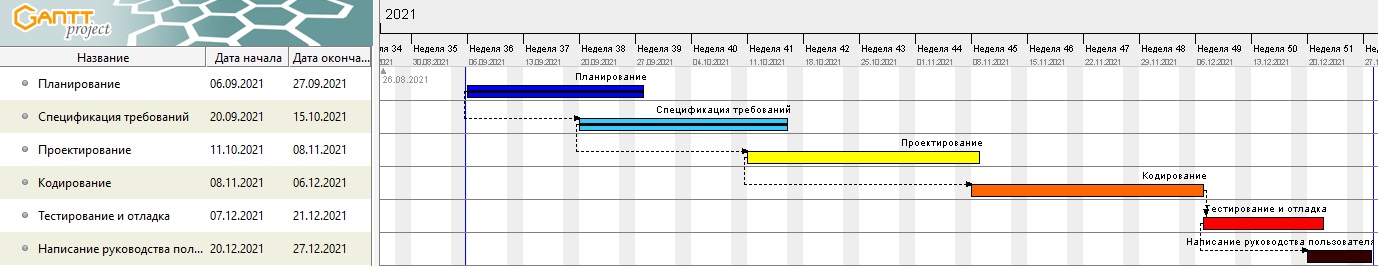 GANTT
project
2021
ля 34 Неделя 35 Неделя 36 Неделя 37 Неделя 38 Неделя 39 Неделя 40 Неделя 41 Неделя 42 Неделя 43 Неделя 44 Неделя 45 Неделя 46 Неделя 47 Неделя 48 Неделя 49 Неделя 50 Неделя 51 Не
Название Дата начала Дата оконча...
2021 30.08.2021 06.09.2021 13.09.2021 20.09.2021 27.09.2021 04.10.2021 11.10.2021 18.10.2021 25.10.2021 01.11.2021 08.11.2021 15.11.2021 22.11.2021 29.11.2021 06.12.2021 13.12.2021 20.12.2021 27.1
26.08.2021
Планирование 06.09.2021 27.09.2021 Планирование
Спецификация требований 20.09.2021 15.10.2021 Спецификация требований
Проектирование 11.10.2021 08.11.2021 Проектирование
Кодирование 08.11.2021 06.12.2021 Кодирование
Тестирование и отладка 07.12.2021 21.12.2021 Тестирование и отладка
Написание руководства пол... 20.12.2021 27.12.2021 Написание руководства пользователя